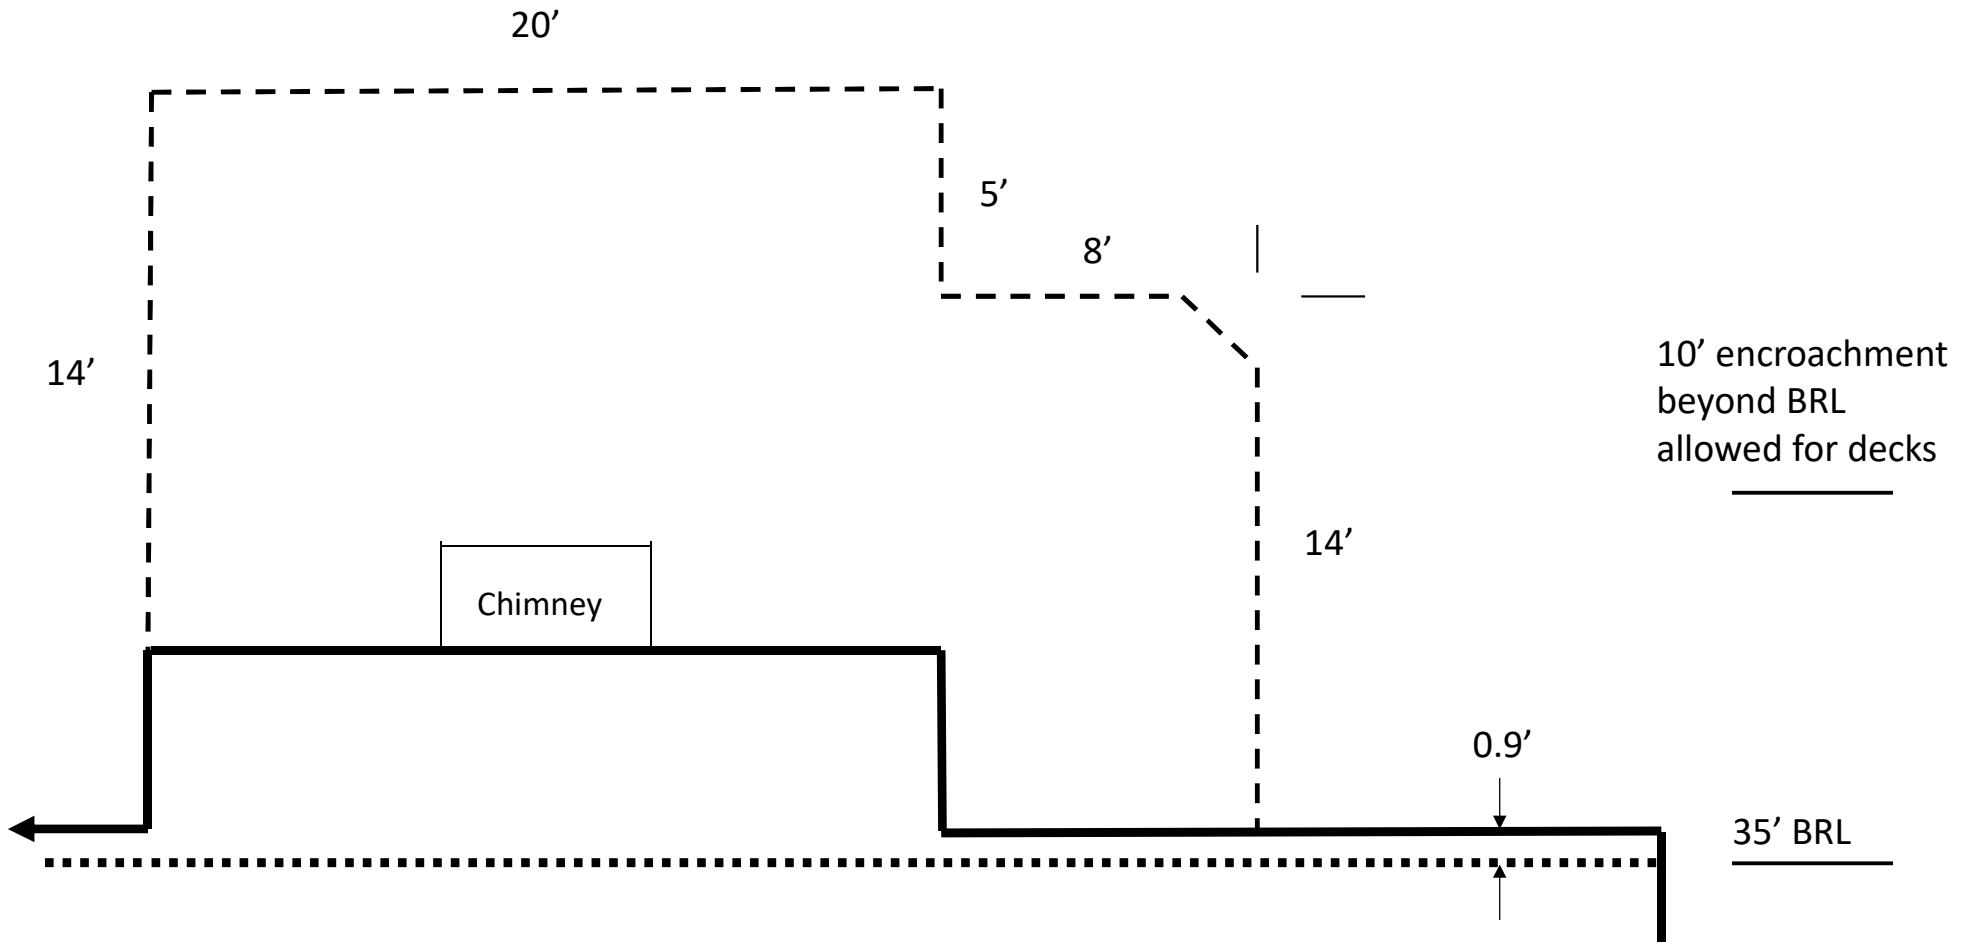 20’
5’
8’
14’
10’ encroachment
beyond BRL
allowed for decks
14’
Chimney
0.9’
35’ BRL